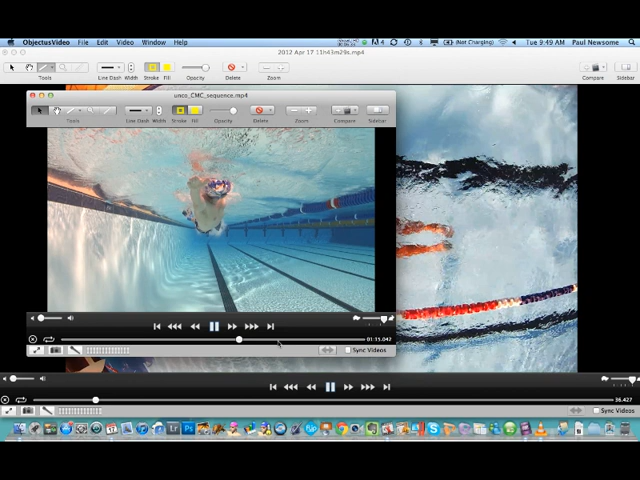 ObjectusVideo File Edit Video Window Help 4 (Not Charging) Tue 9:49 AM Paul Newsome
2012 Apr 17 11h43m29s.mp4
Tools Line Dash Width Stroke Fill Opacity Delete Zoom Compare Sidebar
unco_CMC_sequence.mp4
Tools Line Dash Width Stroke Fill Opacity Delete Zoom Compare Sidebar
01:15.042
Sync Videos
36.427
Sync Videos